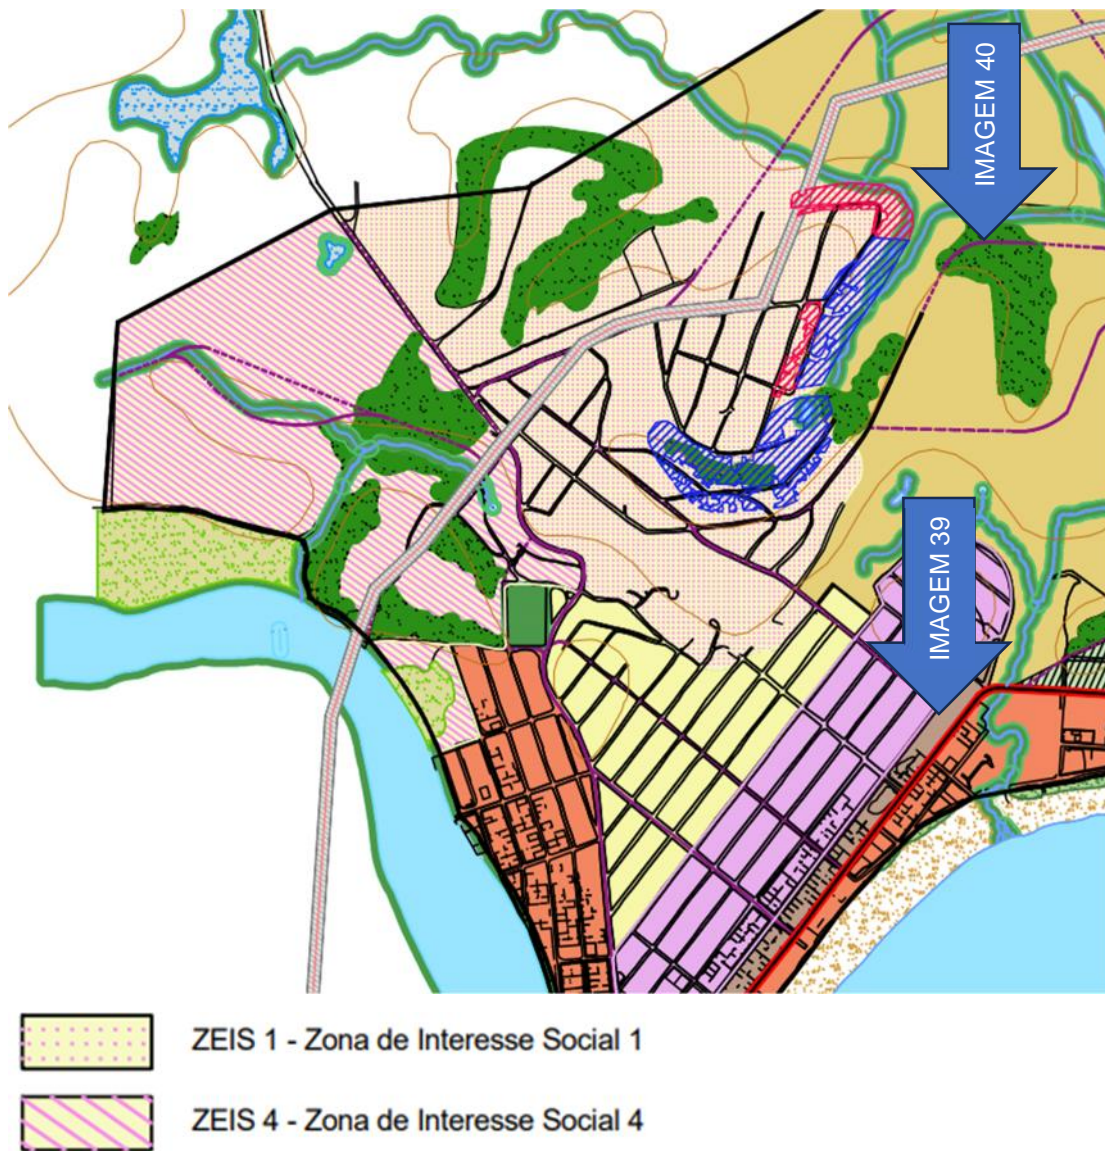 IMAGEM 40
IMAGEM 39
ZEIS 1 - Zona de Interesse Social 1
ZEIS 4 - Zona de Interesse Social 4